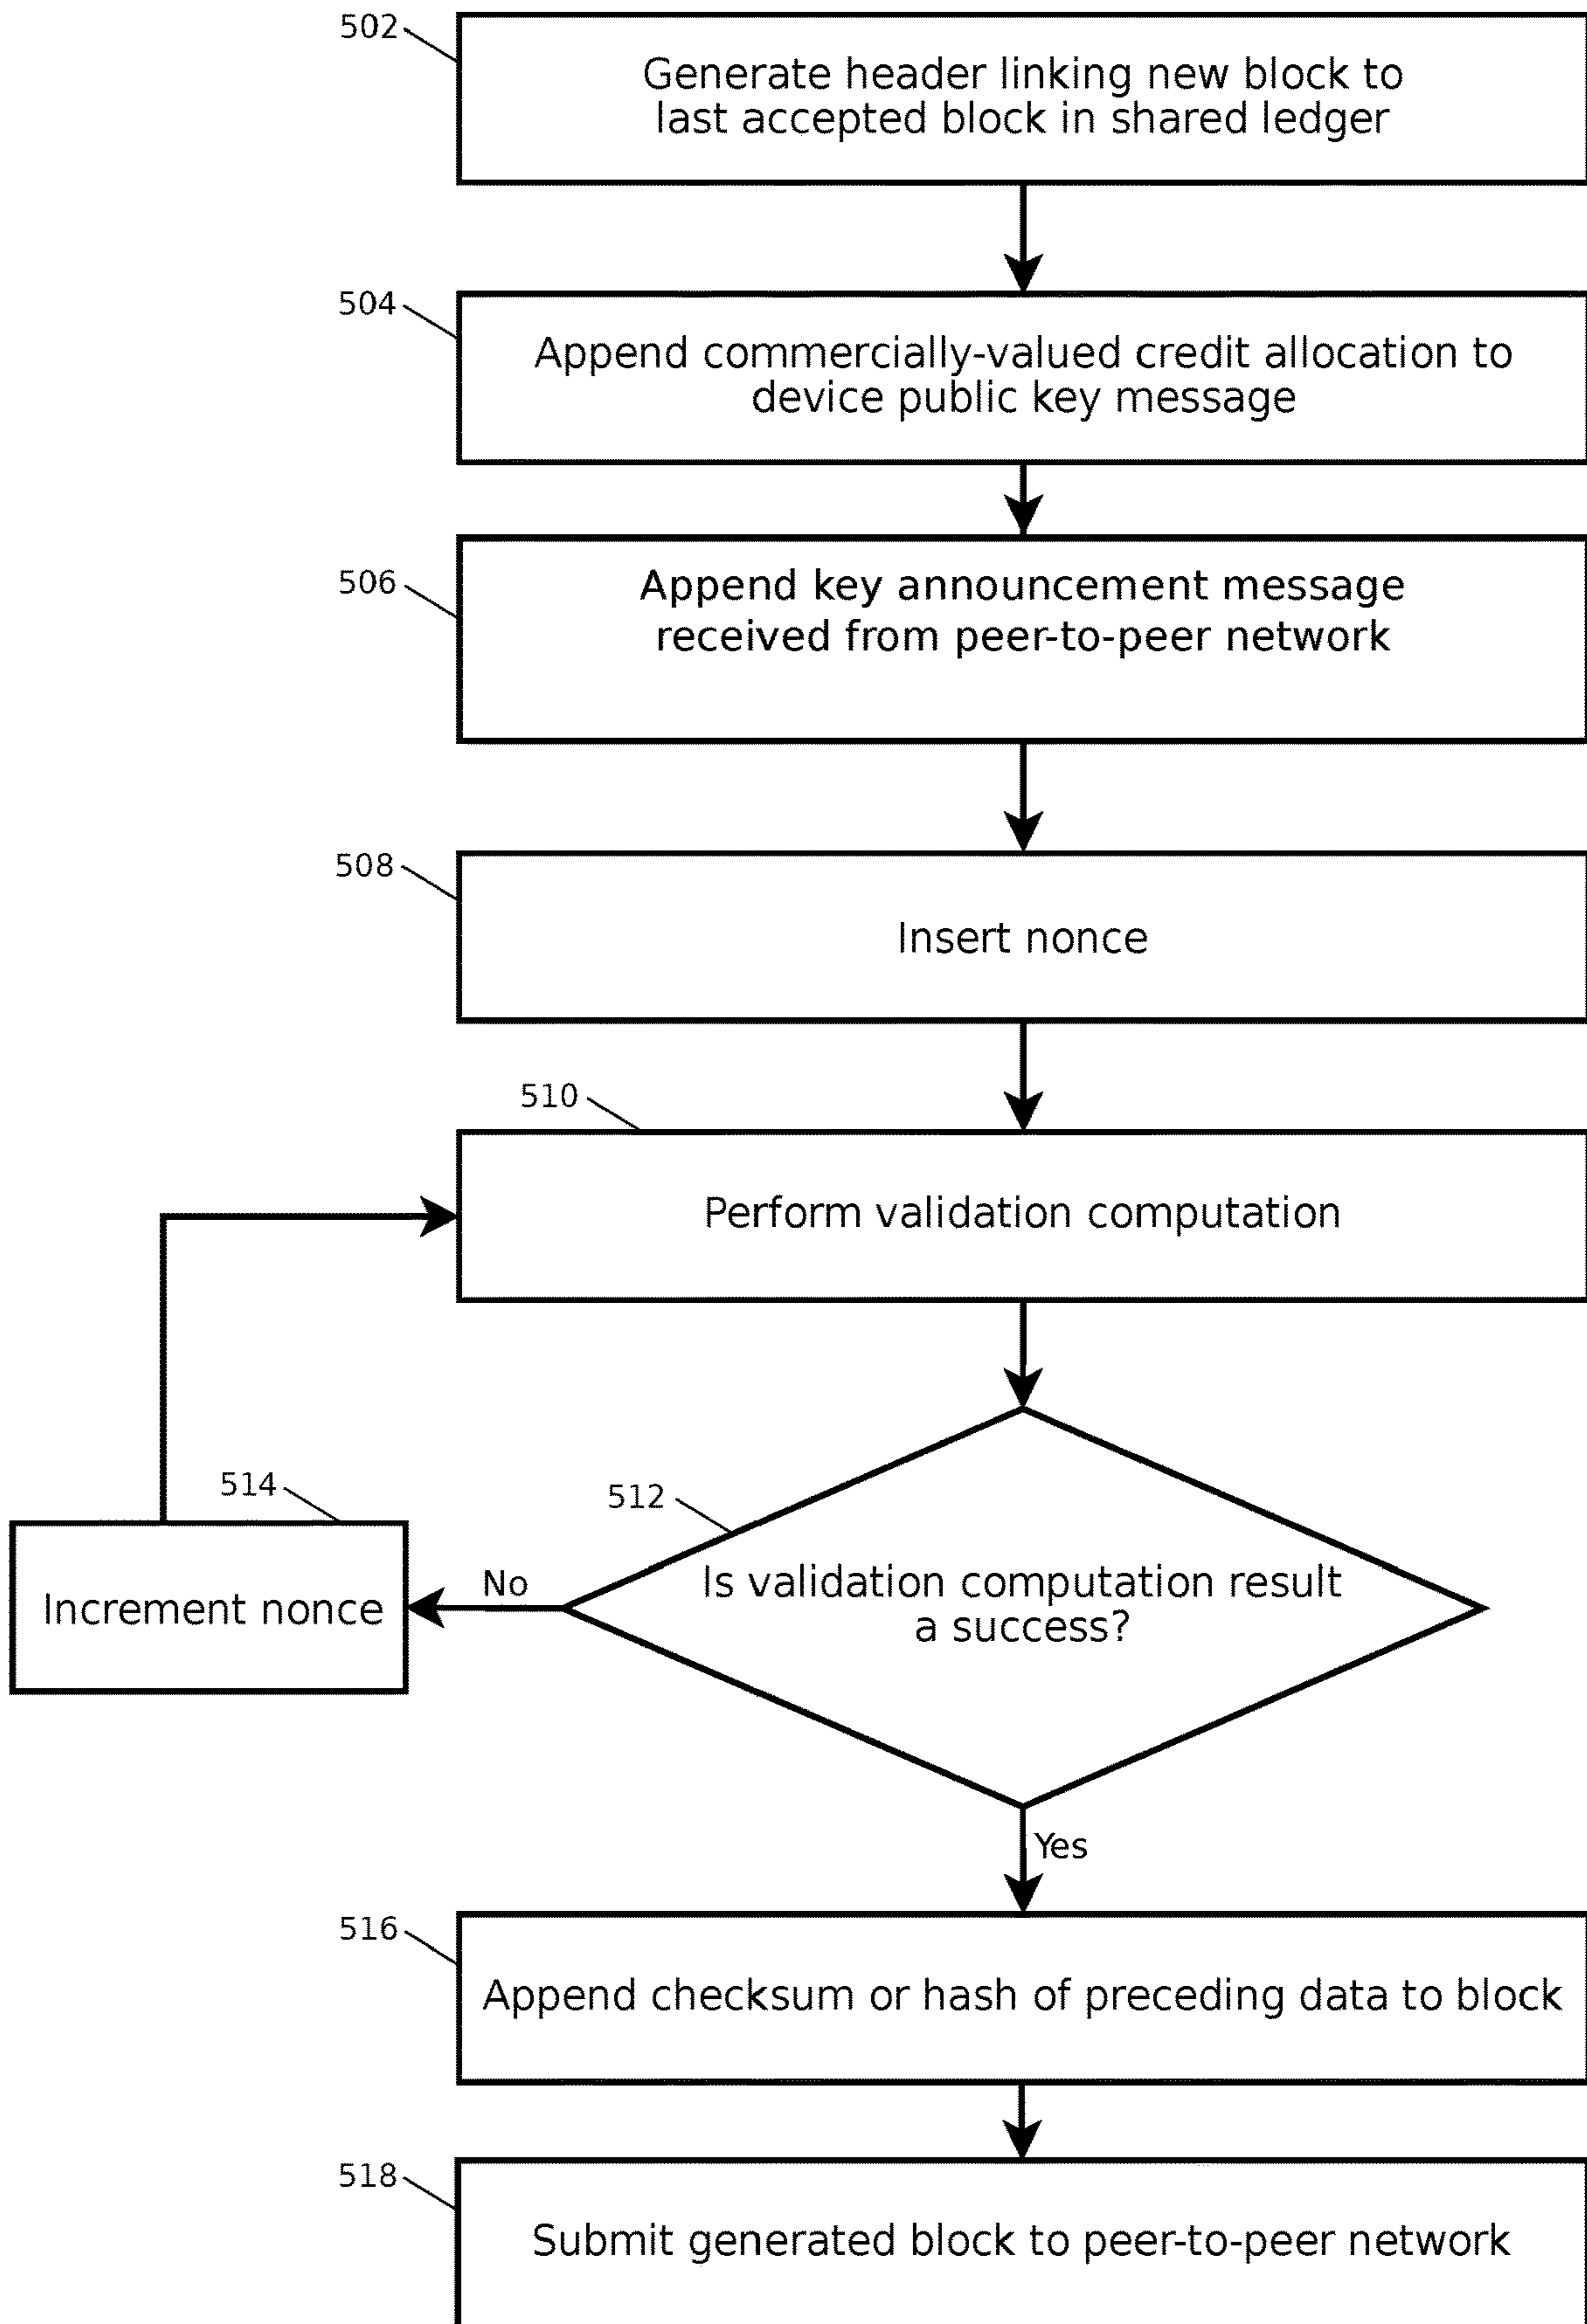 502
Generate header linking new block to
last accepted block in shared ledger
504
Append commercially-valued credit allocation to
device public key message
506
Append key announcement message
received from peer-to-peer network
508
Insert nonce
510
Perform validation computation
514
512
Increment nonce
No
Is validation computation result
a success?
Yes
516
Append checksum or hash of preceding data to block
518
Submit generated block to peer-to-peer network